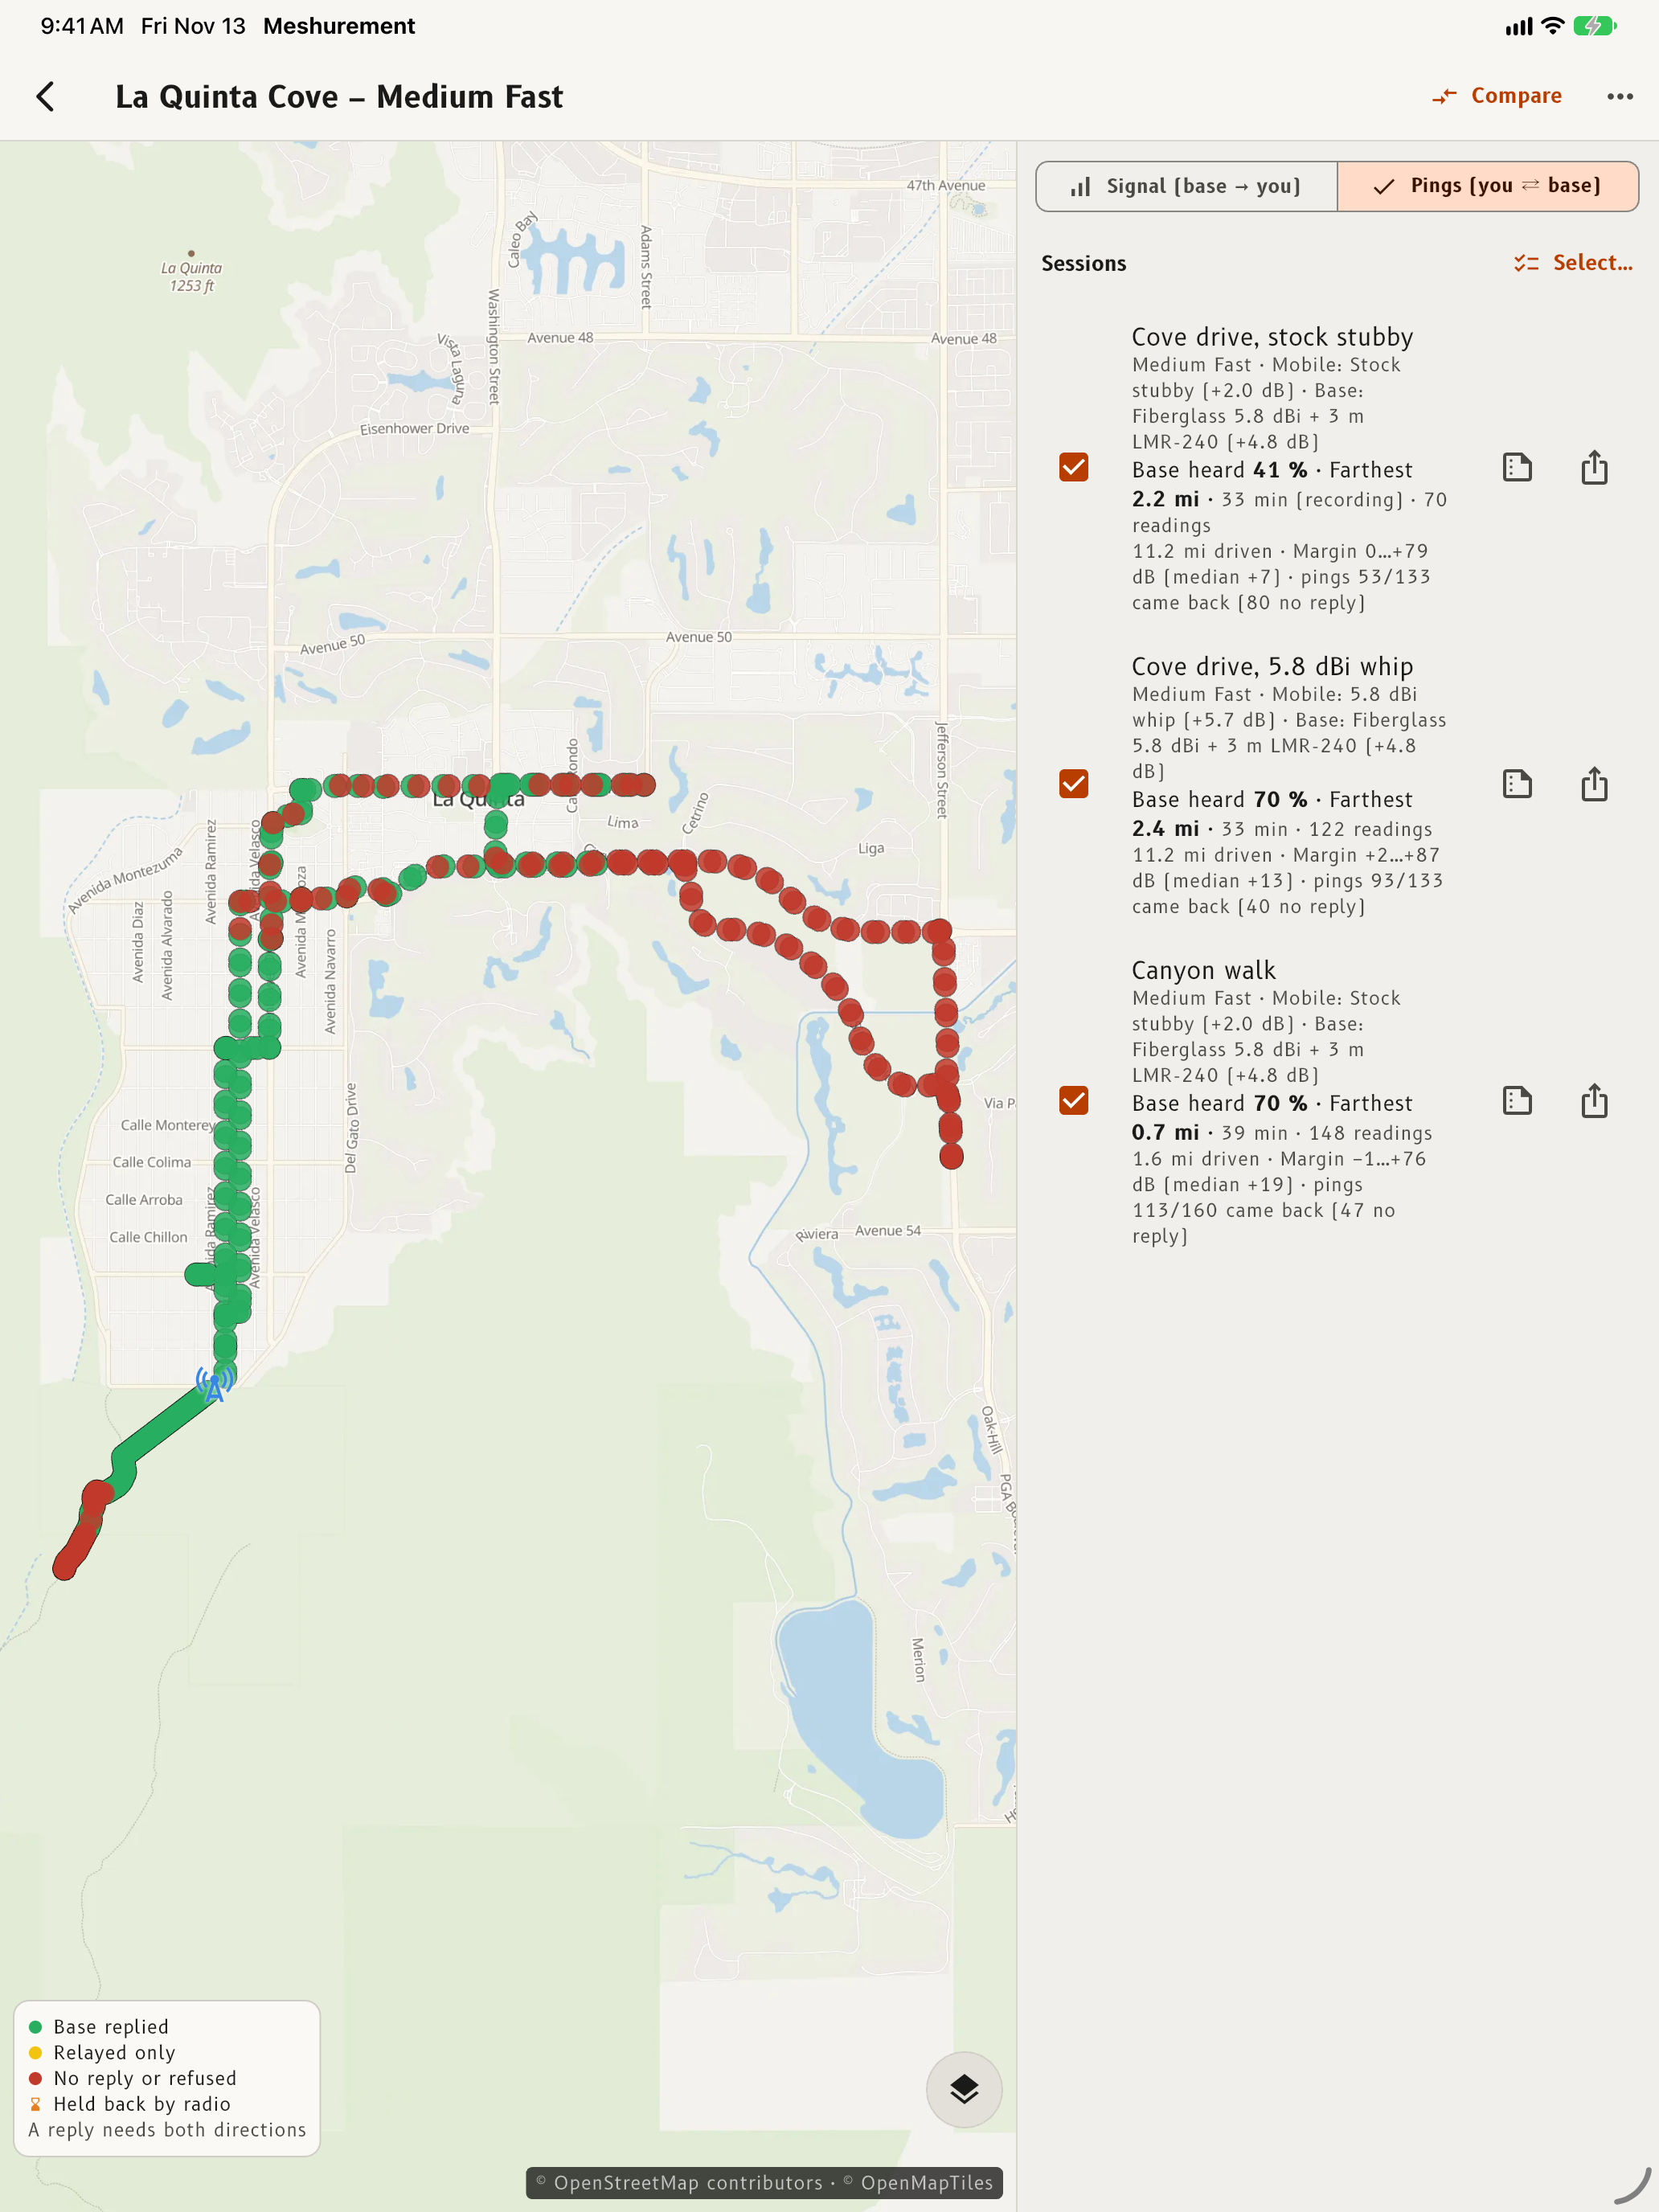 9:41 AM Fri Nov 13 Meshurement
La Quinta Cove – Medium Fast
Compare
47th Avenue
Caleo Bay
Adams Street
La Quinta
1253 ft
Washington Street
Vista Laguna
Avenue 48
Avenue 48
Eisenhower Drive
Avenue 50
Avenue 50
Jefferson Street
La Quinta
Lima
Cetrino
Liga
Avenida Montezuma
Avenida Ramirez
Avenida Velasco
Avenida Diaz
Avenida Alvarado
Avenida Navarro
Calle Monterey
Calle Colima
Calle Arroba
Calle Chillon
Avenida Velasco
Del Gato Drive
Via P
Riviera
Avenue 54
Oak-Hill
PGA Bo
Merion
Base replied
Relayed only
No reply or refused
Held back by radio
A reply needs both directions
© OpenStreetMap contributors · © OpenMapTiles
Signal (base → you)
Pings (you ⇄ base)
Sessions
Select…
Cove drive, stock stubby
Medium Fast · Mobile: Stock
stubby (+2.0 dB) · Base:
Fiberglass 5.8 dBi + 3 m
LMR-240 (+4.8 dB)
Base heard 41 % · Farthest
2.2 mi · 33 min (recording) · 70
readings
11.2 mi driven · Margin 0…+79
dB (median +7) · pings 53/133
came back (80 no reply)
Cove drive, 5.8 dBi whip
Medium Fast · Mobile: 5.8 dBi
whip (+5.7 dB) · Base: Fiberglass
5.8 dBi + 3 m LMR-240 (+4.8
dB)
Base heard 70 % · Farthest
2.4 mi · 33 min · 122 readings
11.2 mi driven · Margin +2…+87
dB (median +13) · pings 93/133
came back (40 no reply)
Canyon walk
Medium Fast · Mobile: Stock
stubby (+2.0 dB) · Base:
Fiberglass 5.8 dBi + 3 m
LMR-240 (+4.8 dB)
Base heard 70 % · Farthest
0.7 mi · 39 min · 148 readings
1.6 mi driven · Margin −1…+76
dB (median +19) · pings
113/160 came back (47 no
reply)